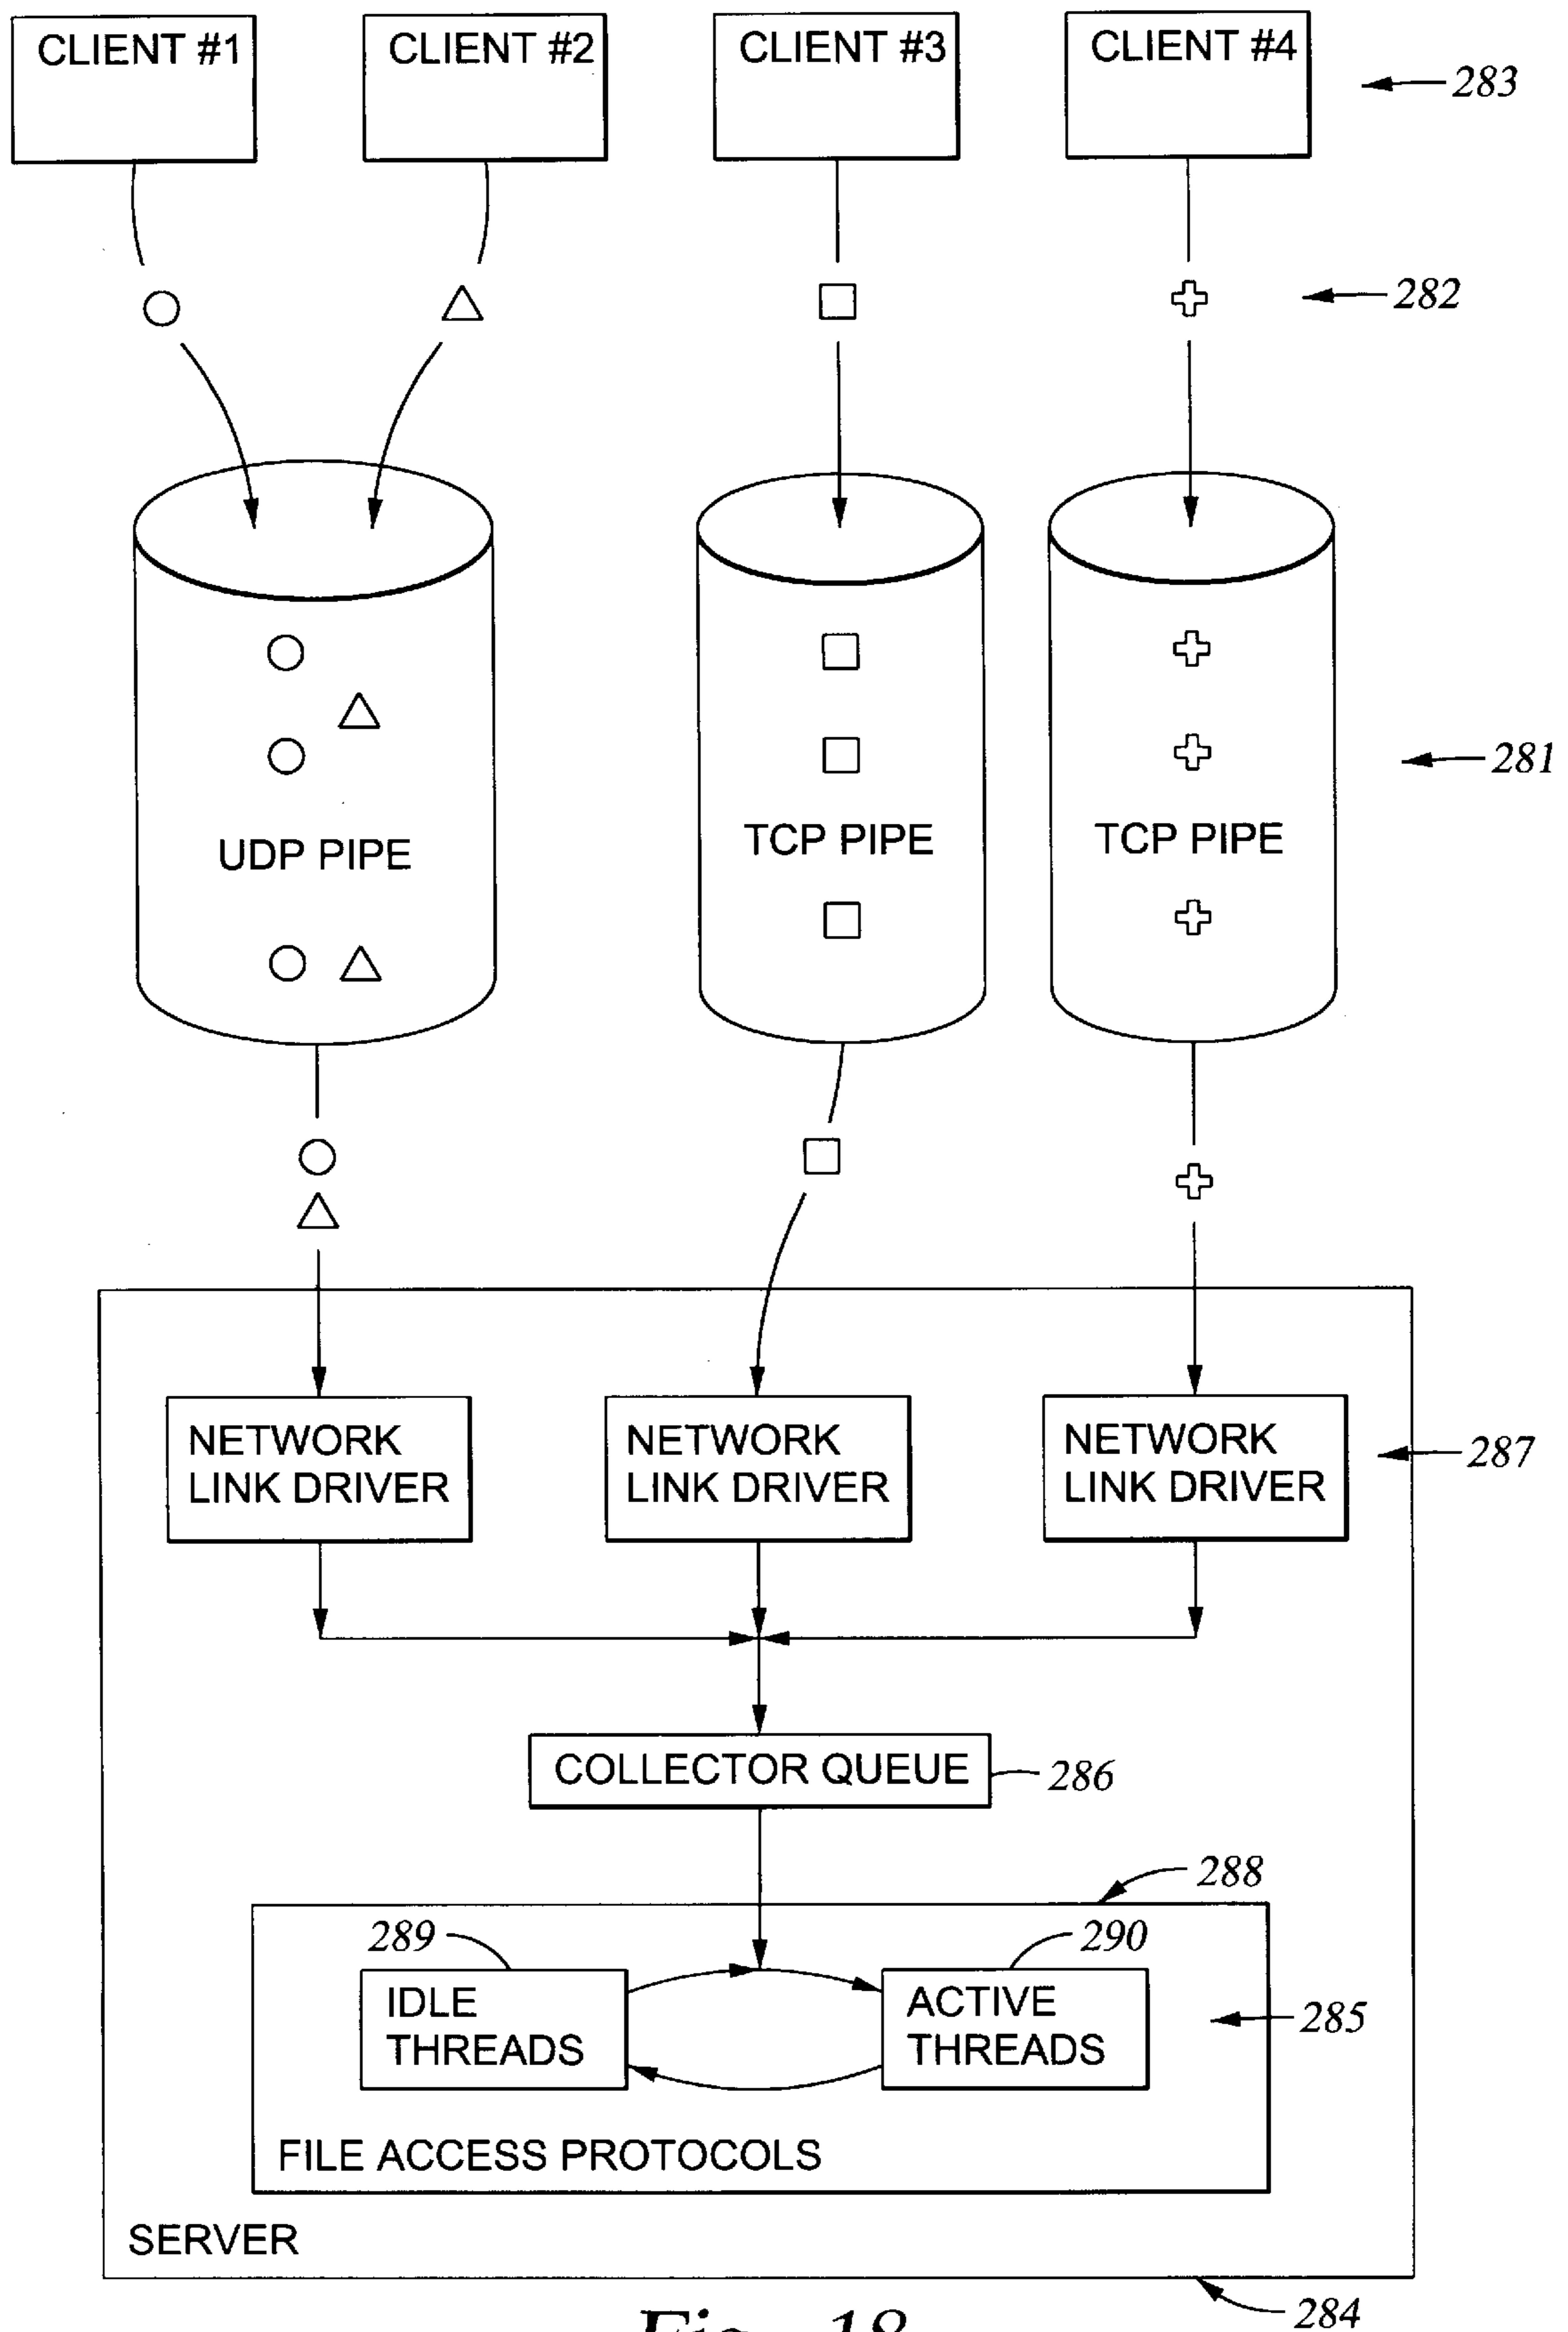 CLIENT #1
CLIENT #2
CLIENT #3
CLIENT #4
283
282
281
UDP PIPE
TCP PIPE
TCP PIPE
NETWORK
LINK DRIVER
NETWORK
LINK DRIVER
NETWORK
LINK DRIVER
287
COLLECTOR QUEUE
286
288
289
290
IDLE
THREADS
ACTIVE
THREADS
285
FILE ACCESS PROTOCOLS
SERVER
284
Fig. 18